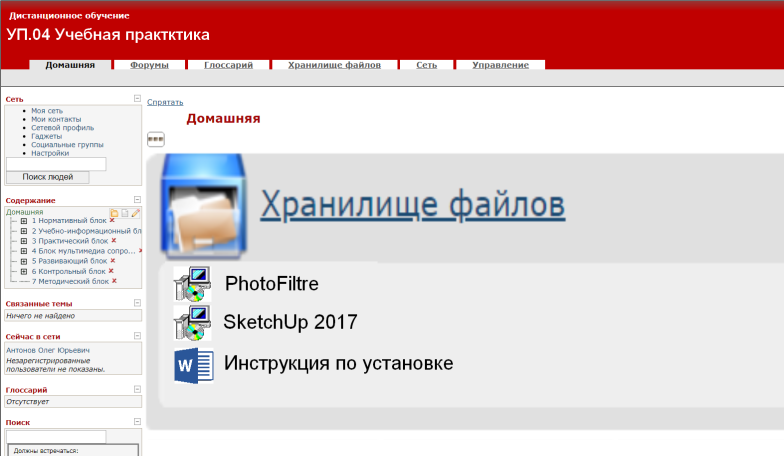 Дистанционное обучение
УП.04 Учебная практктика
Домашняя Форумы Глоссарий Хранилище файлов Сеть Управление
Сеть
Моя сеть
Мои контакты
Сетевой профиль
Гаджеты
Социальные группы
Настройки
Поиск людей
Содержание
Домашняя
1 Нормативный блок
2 Учебно-информационный бл
3 Практический блок
4 Блок мультимедиа сопро...
5 Развивающий блок
6 Контрольный блок
7 Методический блок
Связанные темы
Ничего не найдено
Сейчас в сети
Антонов Олег Юрьевич
Незарегистрированные
пользователи не показаны.
Глоссарий
Отсутствует
Поиск
Должны встречаться:
Спрятать
Домашняя
Хранилище файлов
PhotoFiltre
SketchUp 2017
W Инструкция по установке